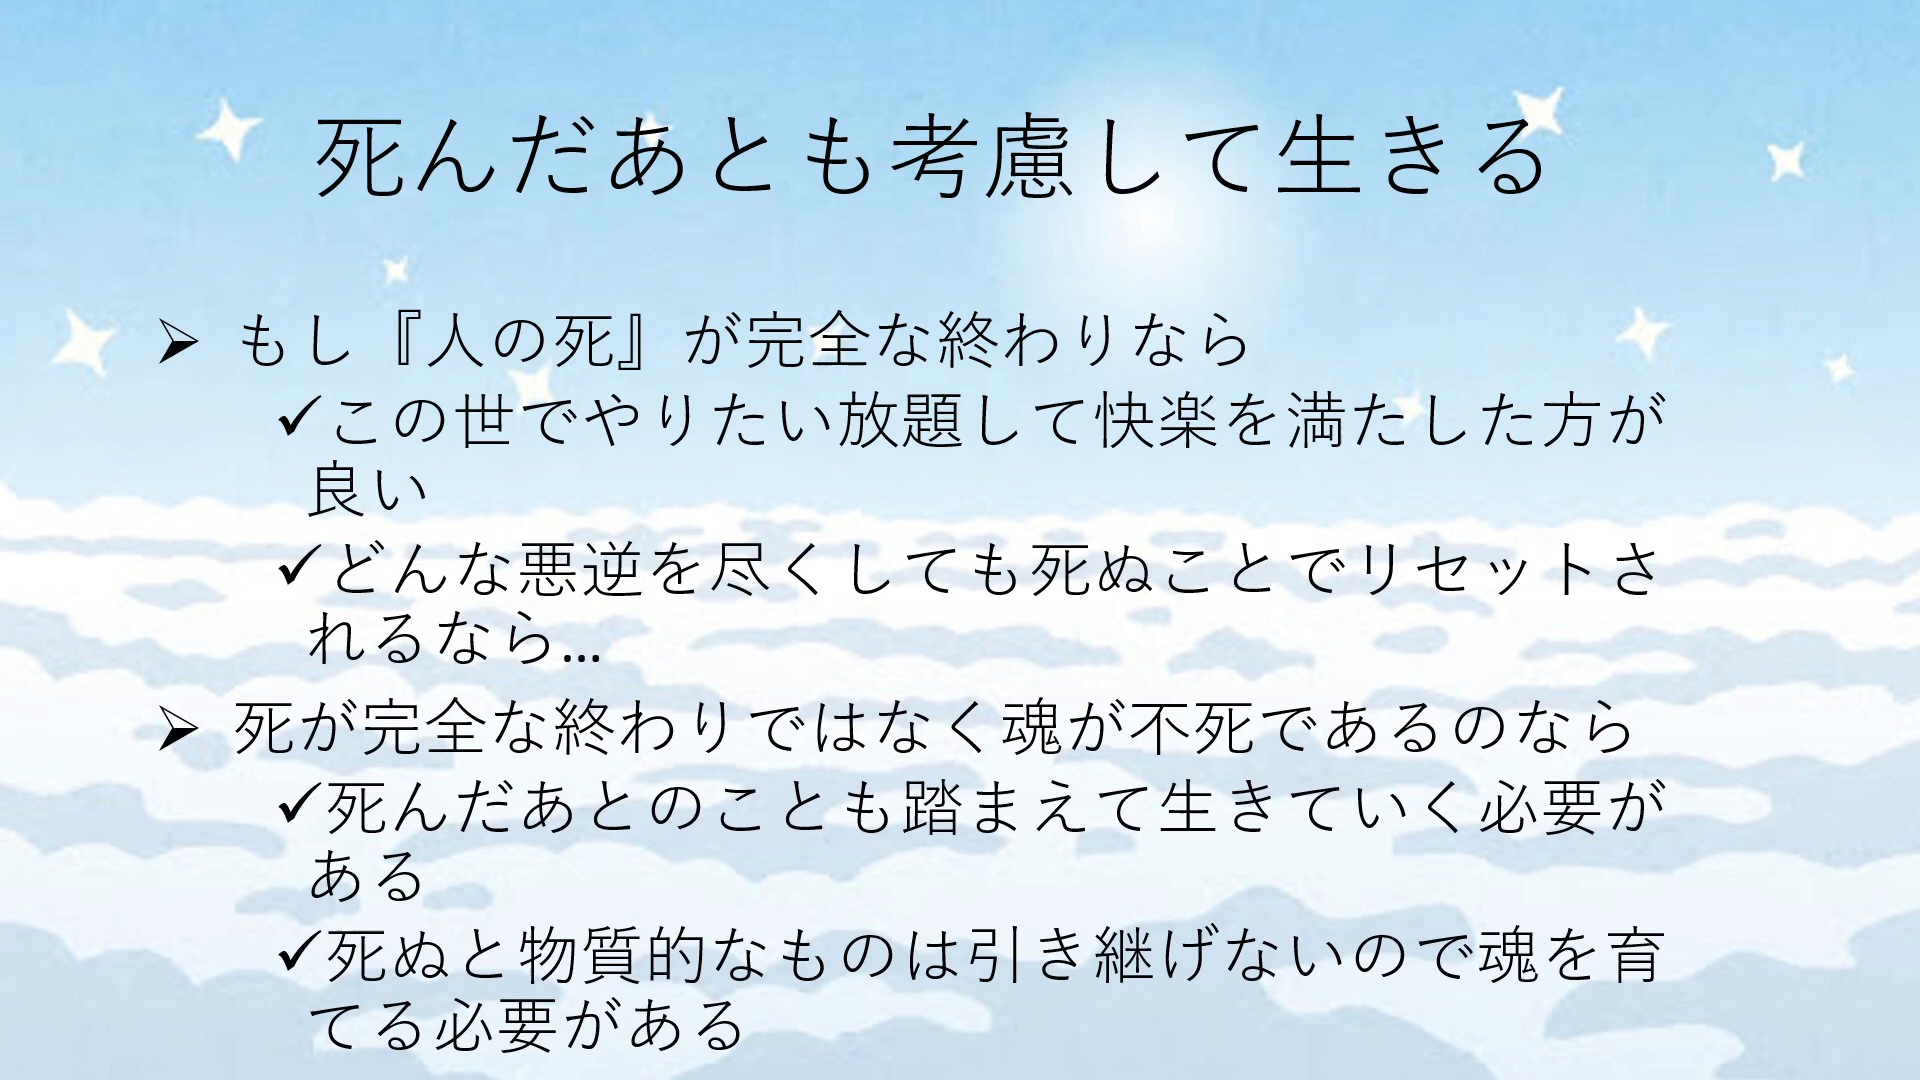 死んだあとも考慮して生きる
➢ もし『人の死』が完全な終わりなら
✓この世でやりたい放題して快楽を満たした方が
良い
✓どんな悪逆を尽くしても死ぬことでリセットさ
れるなら…
➢ 死が完全な終わりではなく魂が不死であるのなら
✓死んだあとのことも踏まえて生きていく必要が
ある
✓死ぬと物質的なものは引き継げないので魂を育
てる必要がある